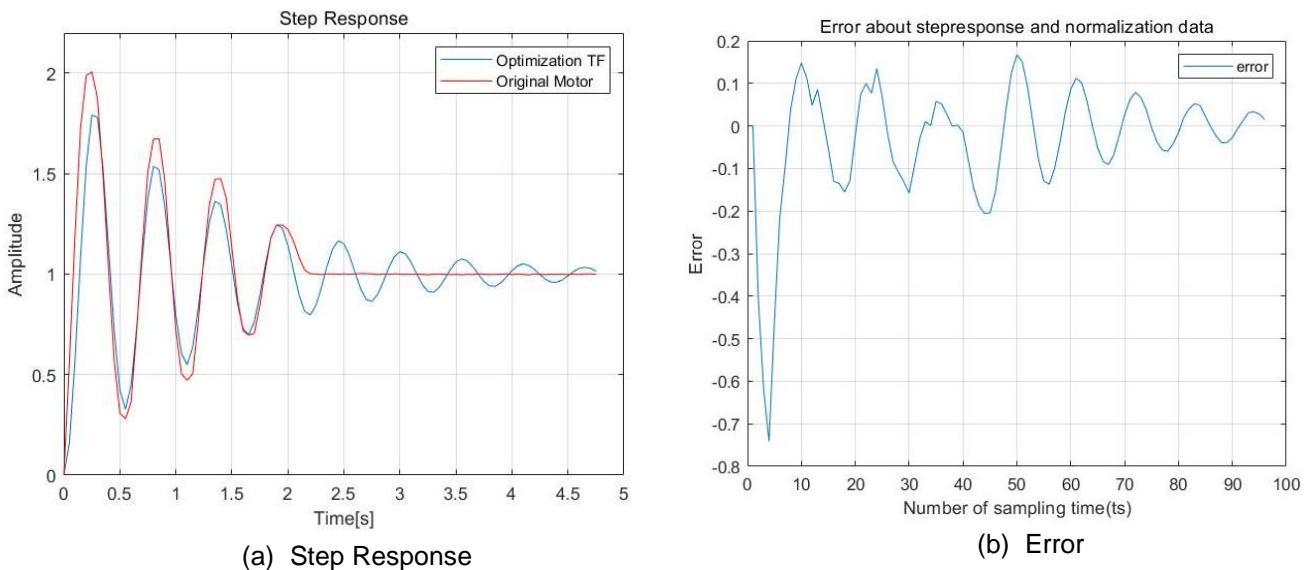 Step Response
Optimization TF
Original Motor
Amplitude
2
1.5
1
0.5
0
0 0.5 1 1.5 2 2.5 3 3.5 4 4.5 5
Time[s]
(a) Step Response
Error about stepresponse and normalization data
error
Error
0.2
0.1
0
-0.1
-0.2
-0.3
-0.4
-0.5
-0.6
-0.7
-0.8
0 10 20 30 40 50 60 70 80 90 100
Number of sampling time(ts)
(b) Error